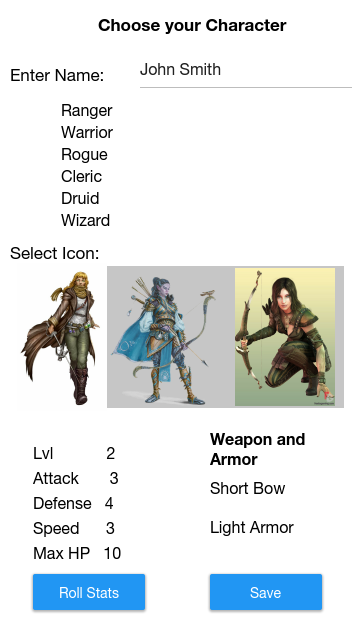 Choose your Character
Enter Name: John Smith
Ranger
Warrior
Rogue
Cleric
Druid
Wizard
Select Icon:
Lvl 2
Attack 3
Defense 4
Speed 3
Max HP 10
Weapon and
Armor
Short Bow
Light Armor
Roll Stats
Save